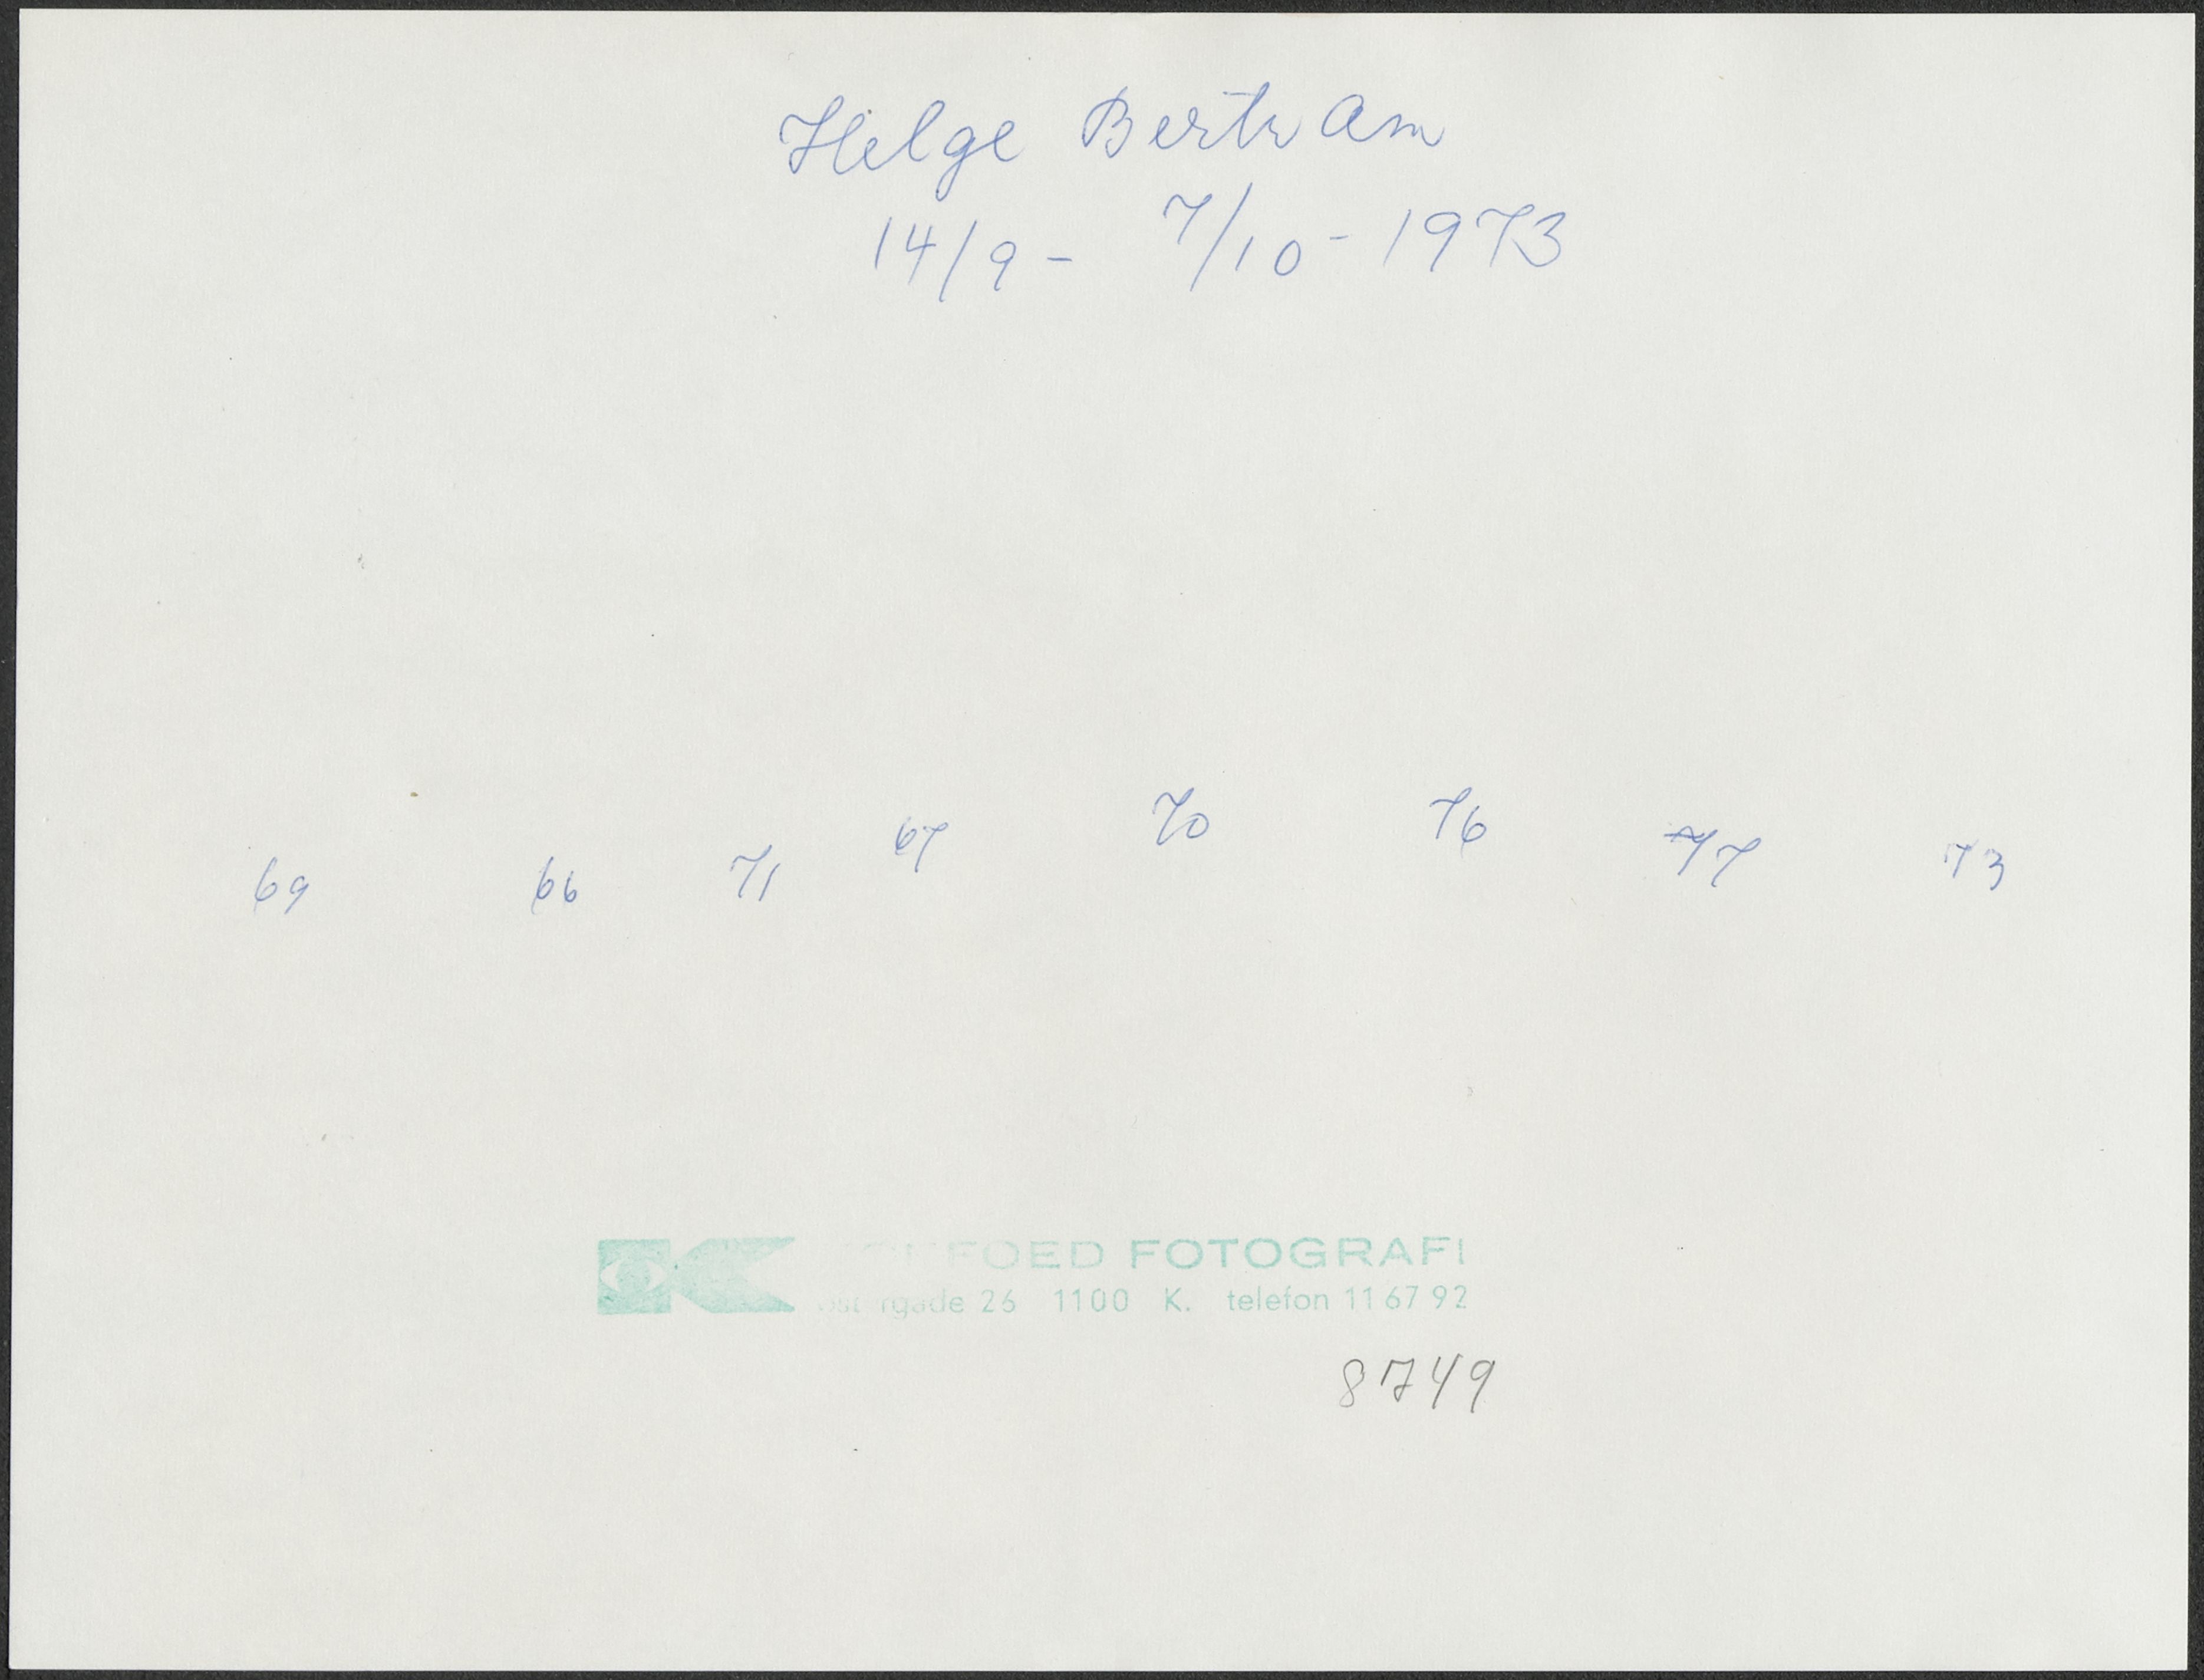 Helge Bertram
14/9 - 7/10 - 1973
69 66 71 67 70 76 77 73
FOED FOTOGRAFI
26 1100 K. telefon 11 67 92
8749